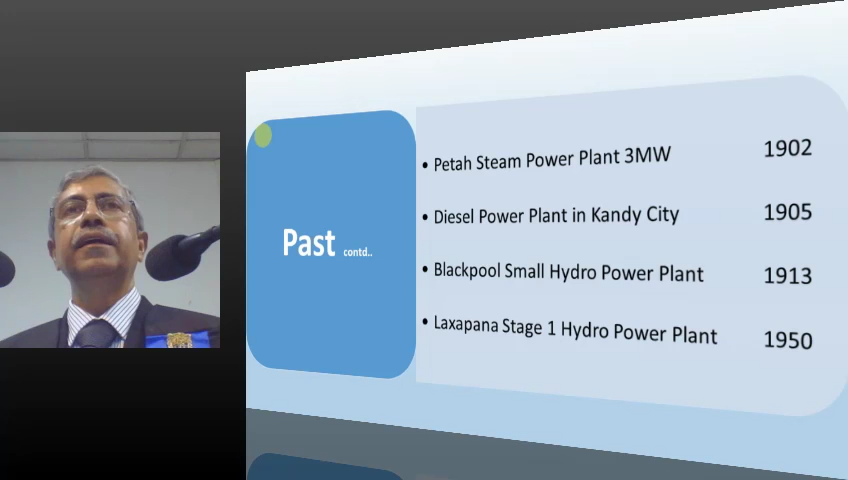 Past contd..
• Petah Steam Power Plant 3MW 1902
• Diesel Power Plant in Kandy City 1905
• Blackpool Small Hydro Power Plant 1913
• Laxapana Stage 1 Hydro Power Plant 1950